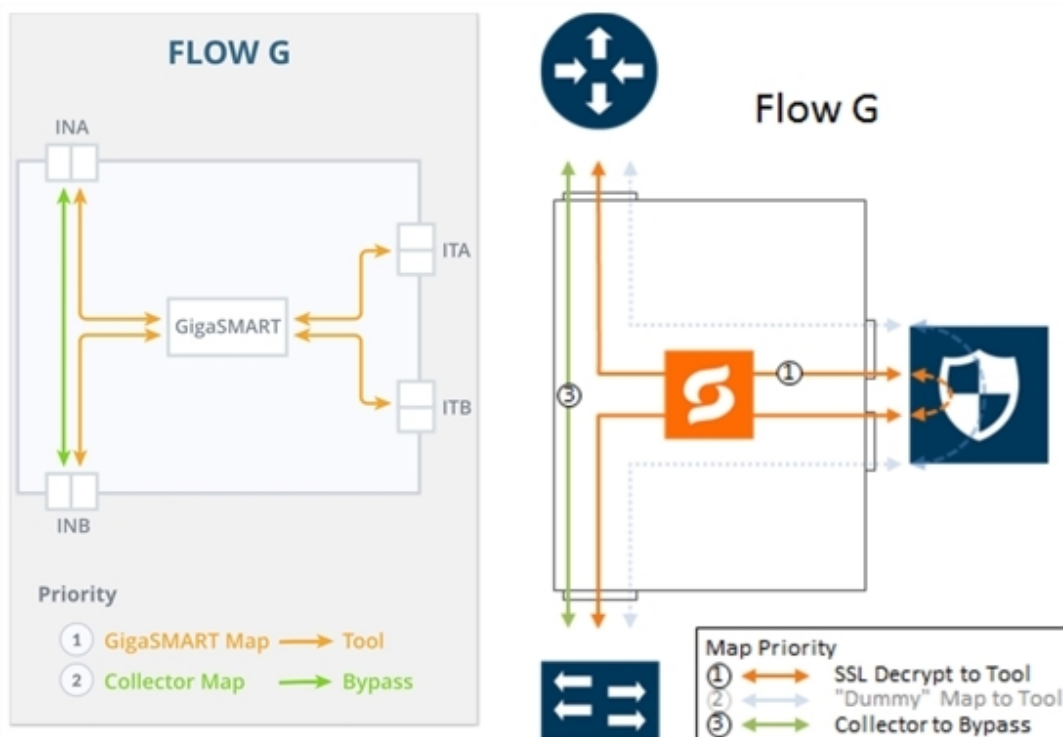 FLOW G
INA
ITA
GigaSMART
ITB
INB
Priority
1 GigaSMART Map Tool
2 Collector Map Bypass
Flow G
1
3
Map Priority
1 SSL Decrypt to Tool
2 "Dummy" Map to Tool
3 Collector to Bypass